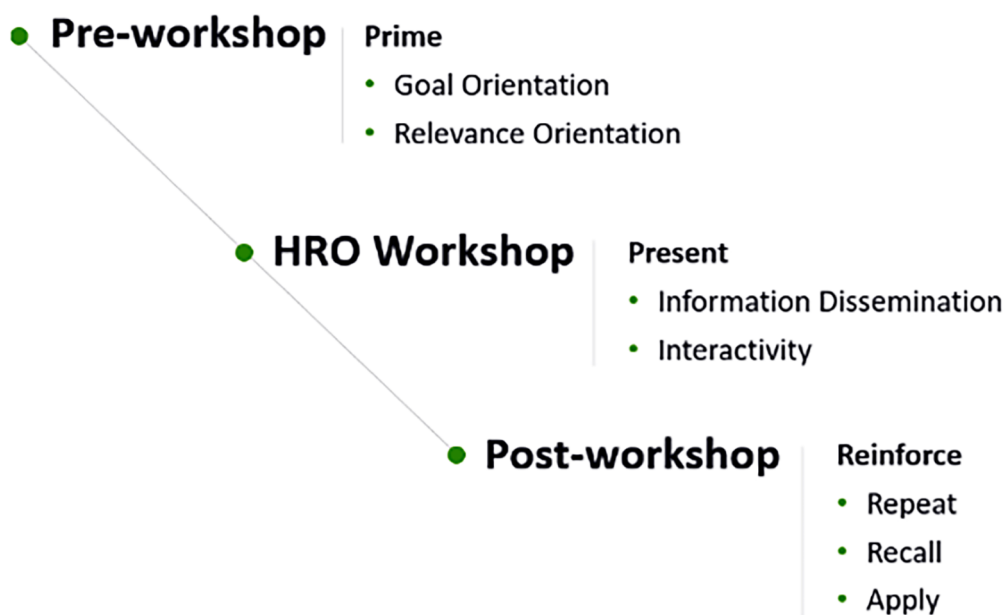 Pre-workshop
Prime
Goal Orientation
Relevance Orientation
HRO Workshop
Present
Information Dissemination
Interactivity
Post-workshop
Reinforce
Repeat
Recall
Apply